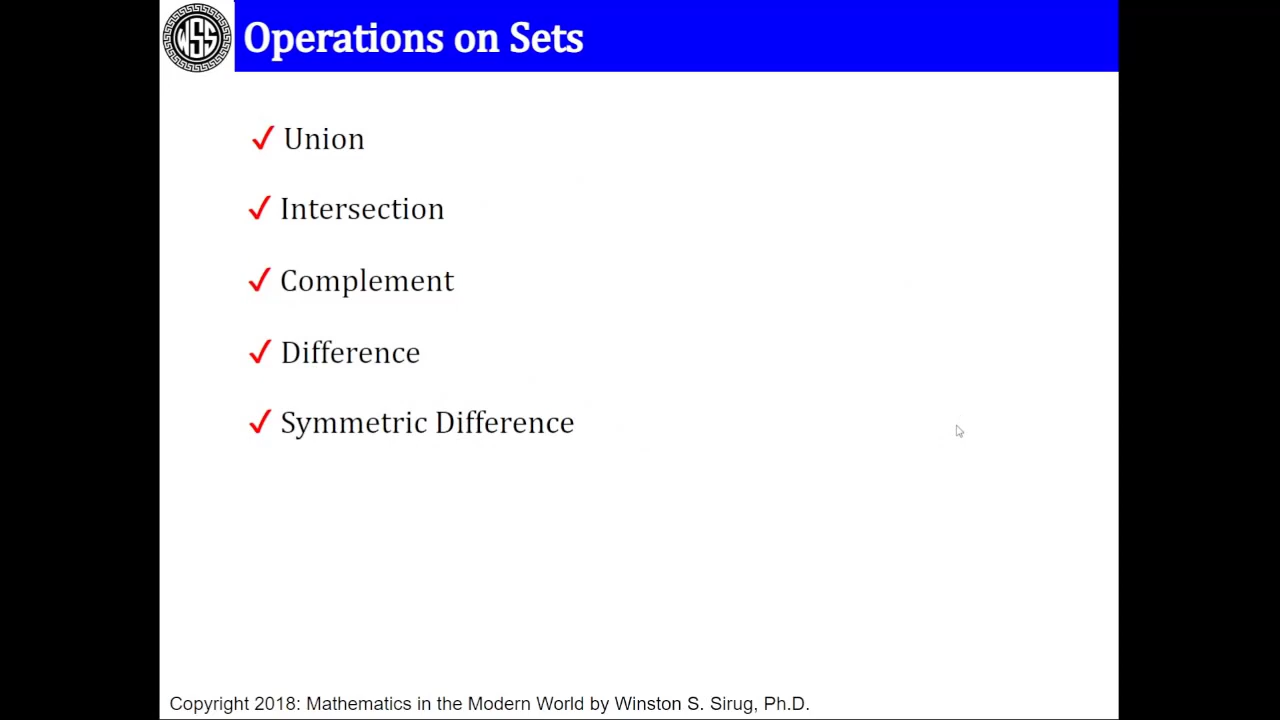 WSS
Operations on Sets
✓ Union
✓ Intersection
✓ Complement
✓ Difference
✓ Symmetric Difference
Copyright 2018: Mathematics in the Modern World by Winston S. Sirug, Ph.D.